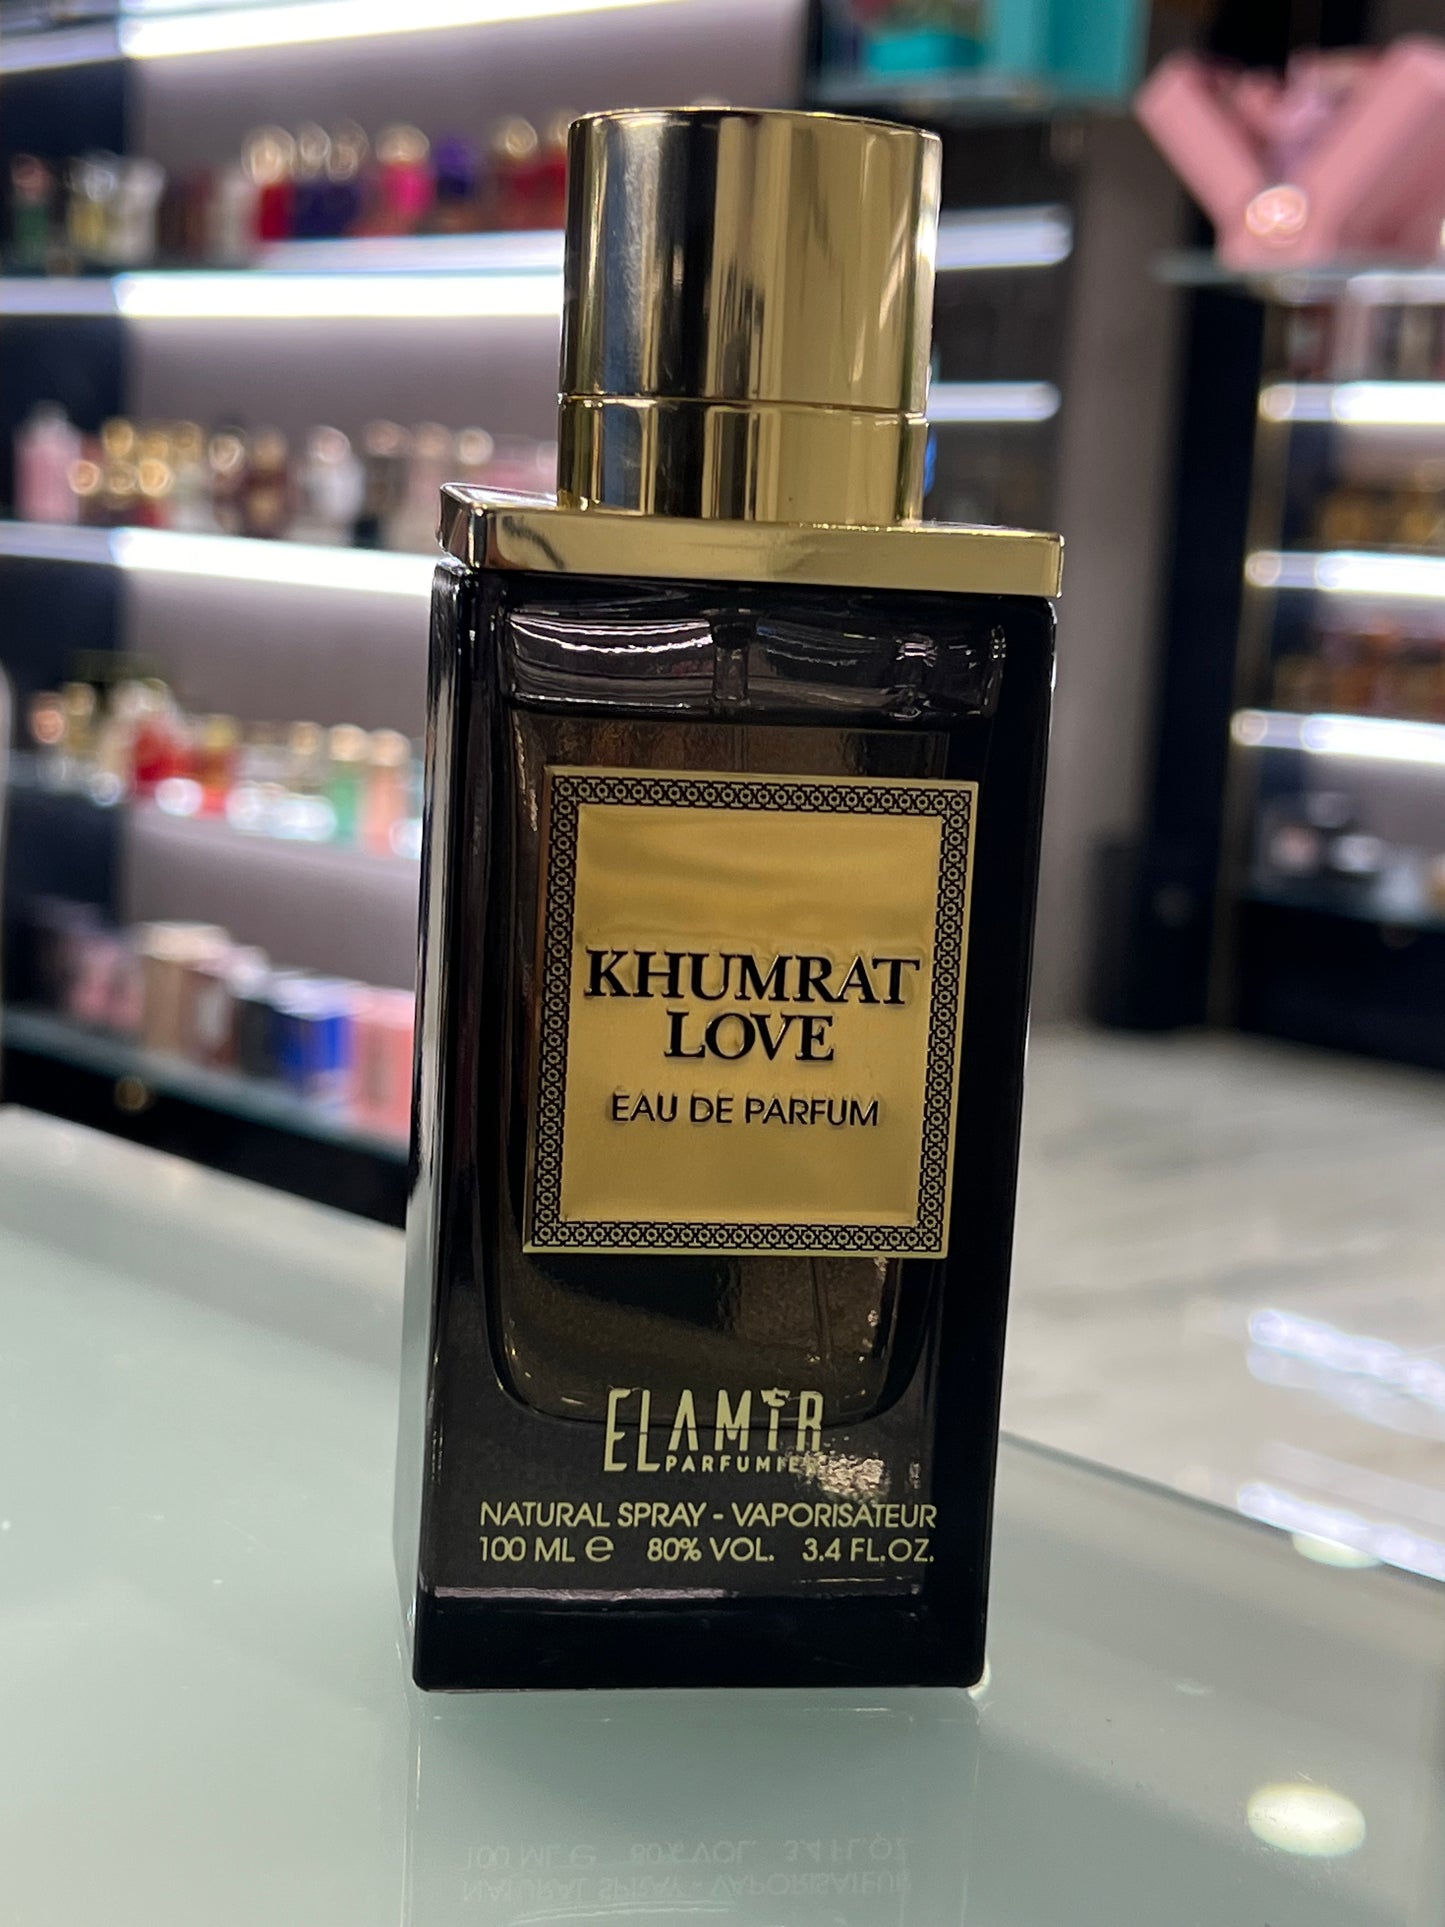 KHUMRAT
LOVE
EAU DE PARFUM
ELAMIR
PARFUMIER
NATURAL SPRAY - VAPORISATEUR
100 ML e 80% VOL. 3.4 FL.OZ.